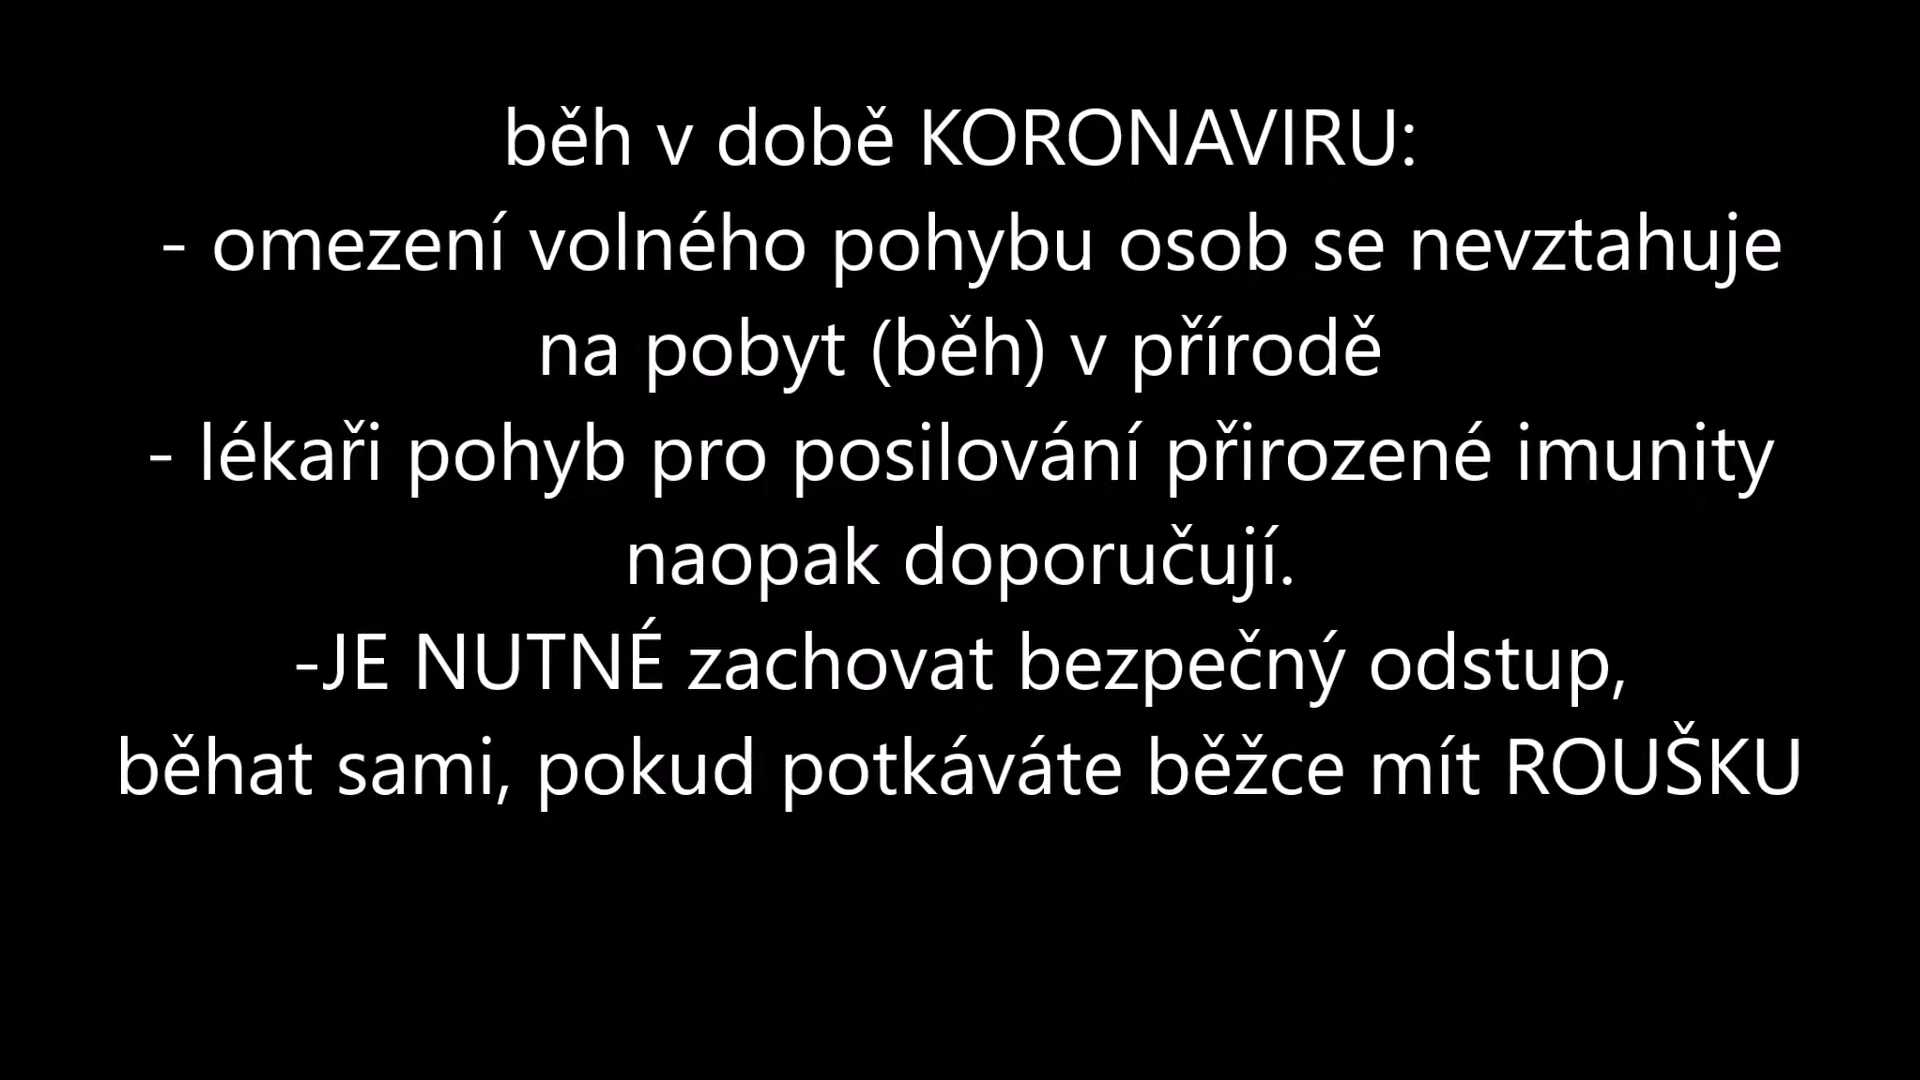 běh v době KORONAVIRU:
- omezení volného pohybu osob se nevztahuje
na pobyt (běh) v přírodě
- lékaři pohyb pro posilování přirozené imunity
naopak doporučují.
-JE NUTNÉ zachovat bezpečný odstup,
běhat sami, pokud potkáváte běžce mít ROUŠKU